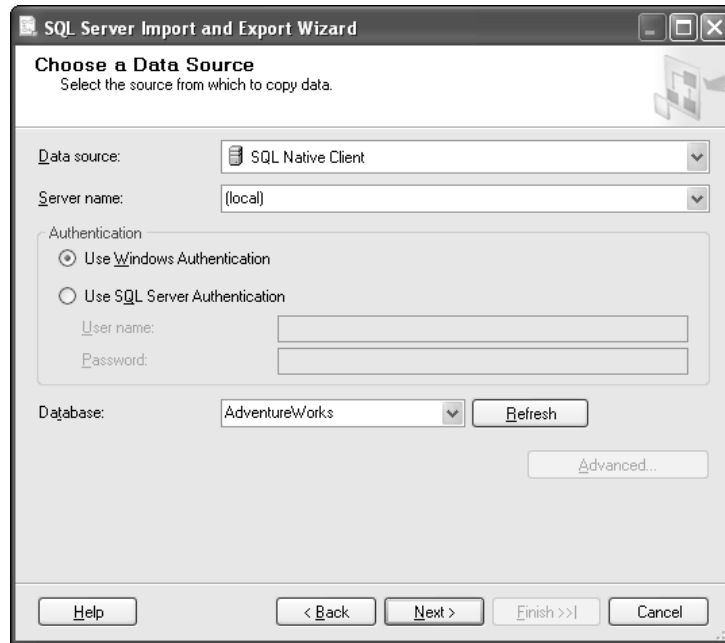 SQL Server Import and Export Wizard
Choose a Data Source
Select the source from which to copy data.
Data source: SQL Native Client
Server name: (local)
Authentication
Use Windows Authentication
Use SQL Server Authentication
User name:
Password:
Database: AdventureWorks Refresh
Advanced...
Help < Back Next > Finish >>| Cancel